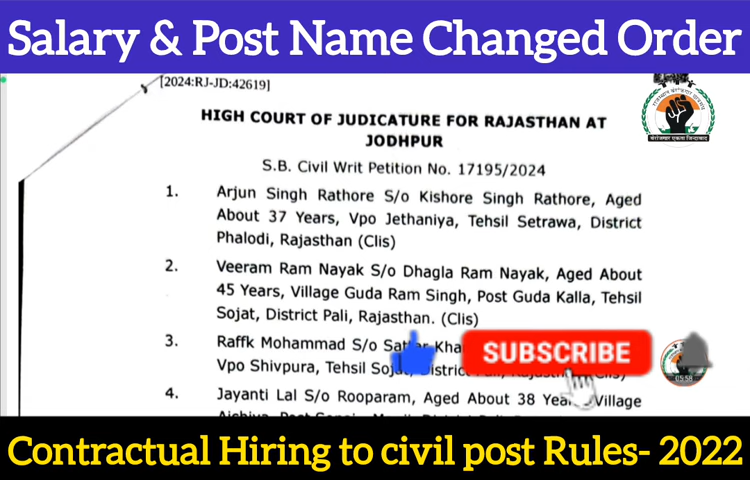 Salary & Post Name Changed Order
[2024:RJ-JD:42619]
HIGH COURT OF JUDICATURE FOR RAJASTHAN AT
JODHPUR
S.B. Civil Writ Petition No. 17195/2024
1. Arjun Singh Rathore S/o Kishore Singh Rathore, Aged
About 37 Years, Vpo Jethaniya, Tehsil Setrawa, District
Phalodi, Rajasthan (Clis)
2. Veeram Ram Nayak S/o Dhagla Ram Nayak, Aged About
45 Years, Village Guda Ram Singh, Post Guda Kalla, Tehsil
Sojat, District Pali, Rajasthan. (Clis)
3. Raffk Mohammad S/o
Vpo Shivpura, Tehsil
SUBSCRIBE
05:58
4. Jayanti Lal S/o Rooparam, Aged About 38 Village
Contractual Hiring to civil post Rules- 2022